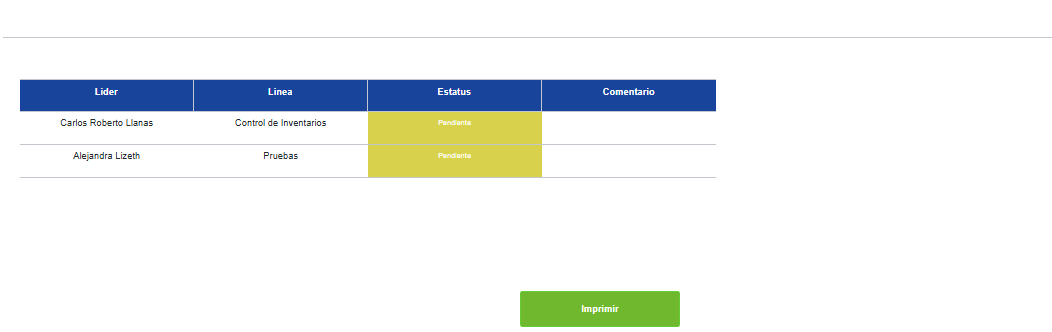 Lider Linea Estatus Comentario
Carlos Roberto Llanas Control de Inventarios Pendiente
Alejandra Lizeth Pruebas Pendiente
Imprimir